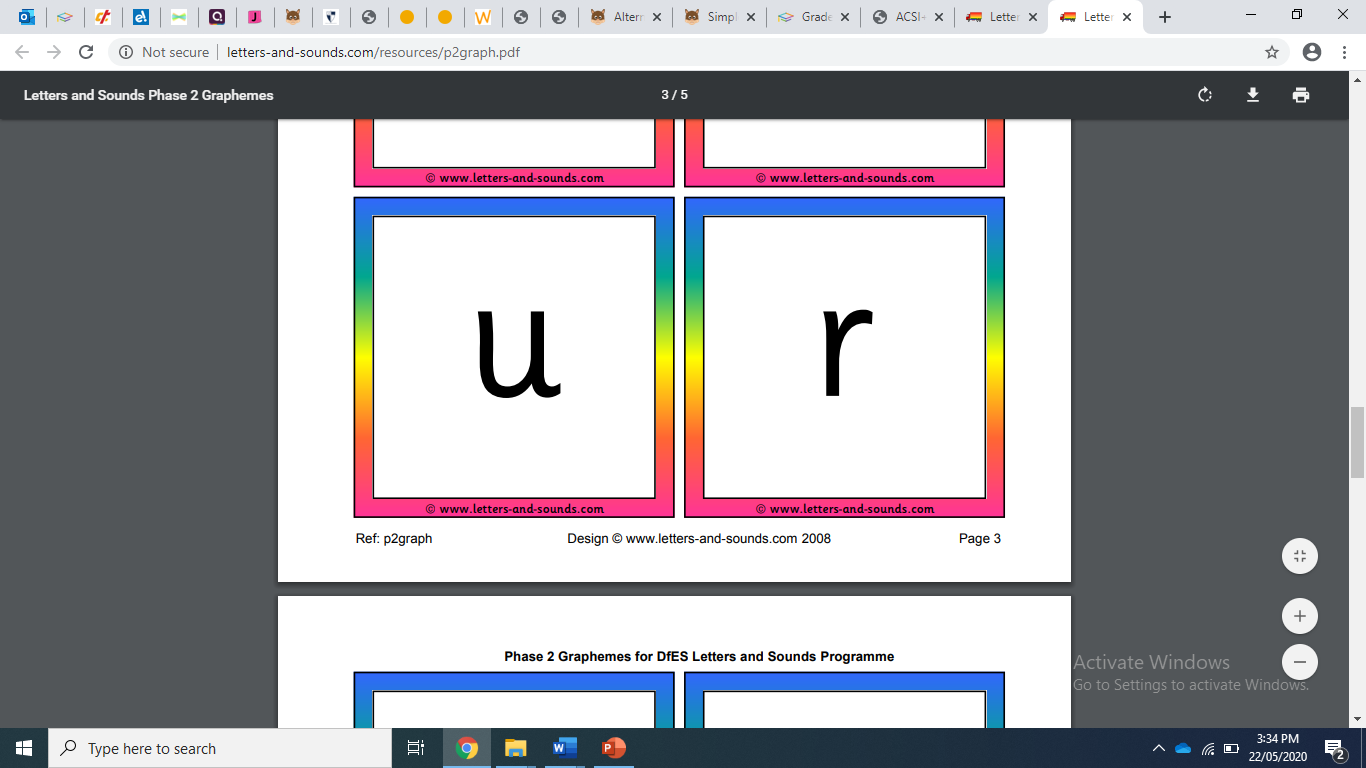 Altern
Simpl
Grade
ACSI
Letter
Letter
Not secure
letters-and-sounds.com/resources/p2graph.pdf
Letters and Sounds Phase 2 Graphemes
3 / 5
© www.letters-and-sounds.com
© www.letters-and-sounds.com
u
r
© www.letters-and-sounds.com
© www.letters-and-sounds.com
Ref: p2graph
Design © www.letters-and-sounds.com 2008
Page 3
Phase 2 Graphemes for DfES Letters and Sounds Programme
Activate Windows
Go to Settings to activate Windows.
Type here to search
3:34 PM
22/05/2020
2